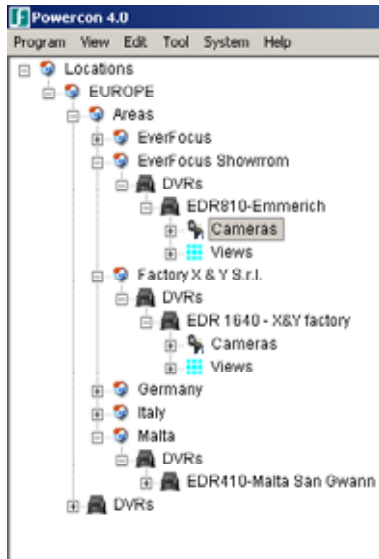 Powercon 4.0
Program View Edit Tool System Help
Locations
EUROPE
Areas
EverFocus
EverFocus Showrrom
DVRs
EDR810-Emmerich
Cameras
Views
Factory X & Y S.r.l.
DVRs
EDR 1640 - X&Y factory
Cameras
Views
Germany
Italy
Malta
DVRs
EDR410-Malta San Gwann
DVRs